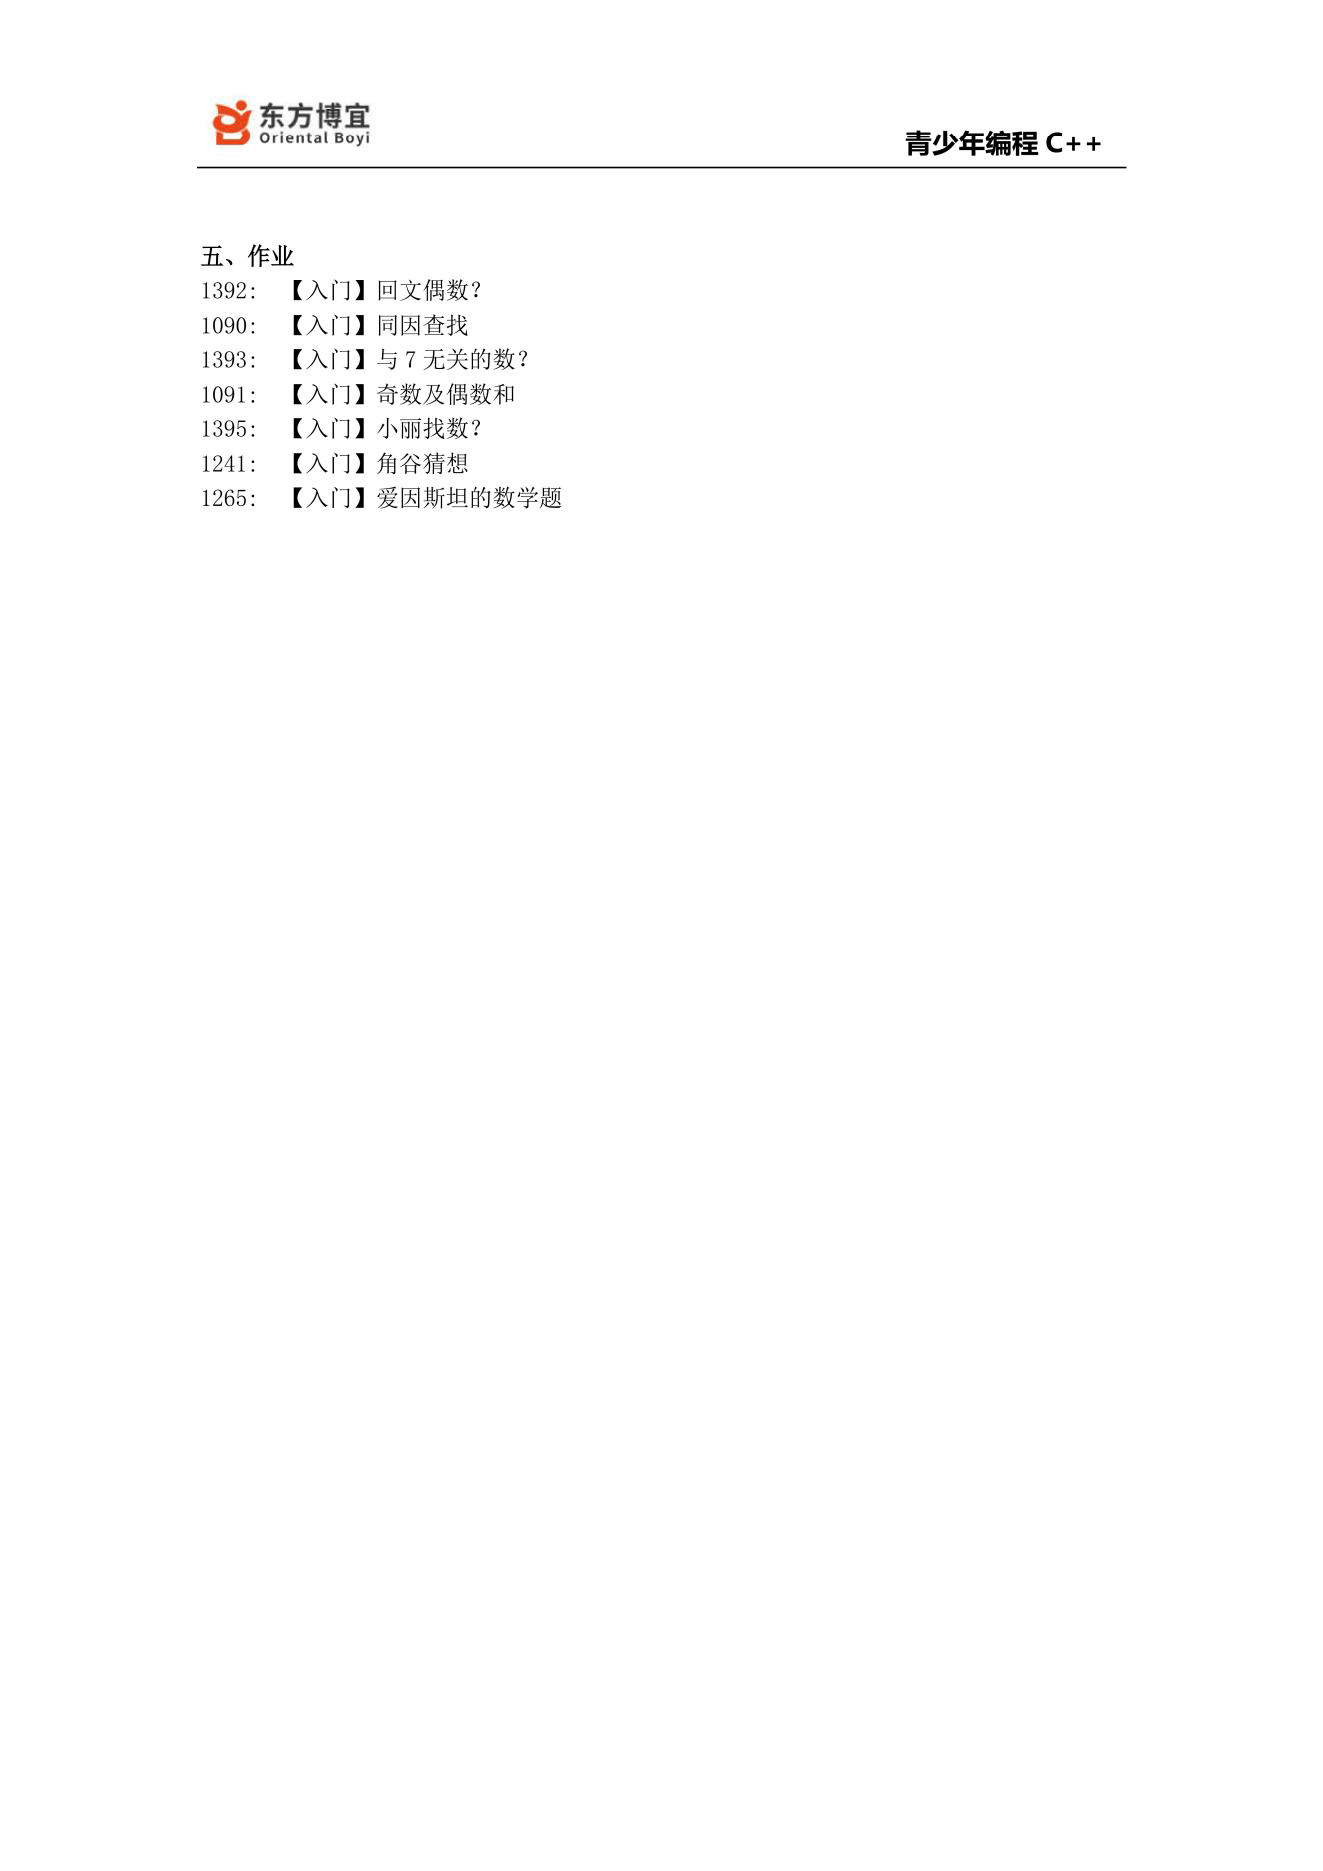 东方博宜
Oriental Boyi
青少年编程 C++
五、作业
1392: 【入门】回文偶数?
1090: 【入门】同因查找
1393: 【入门】与 7 无关的数?
1091: 【入门】奇数及偶数和
1395: 【入门】小丽找数?
1241: 【入门】角谷猜想
1265: 【入门】爱因斯坦的数学题